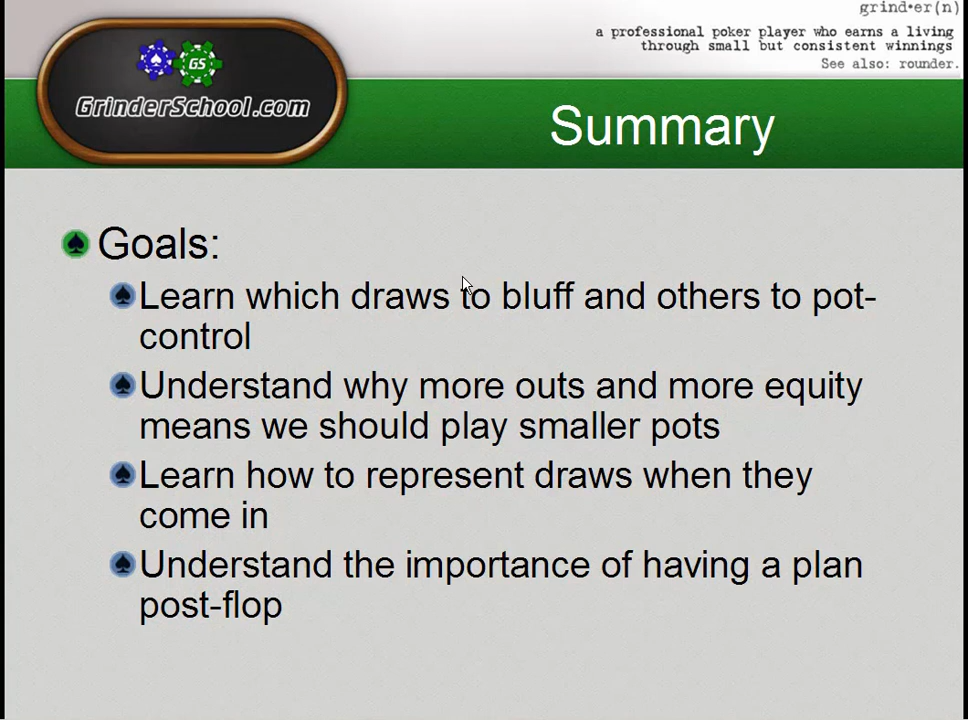 grind•er(n)
a professional poker player who earns a living
through small but consistent winnings
See also: rounder.
GS
GrinderSchool.com
Summary
Goals:
Learn which draws to bluff and others to pot-
control
Understand why more outs and more equity
means we should play smaller pots
Learn how to represent draws when they
come in
Understand the importance of having a plan
post-flop